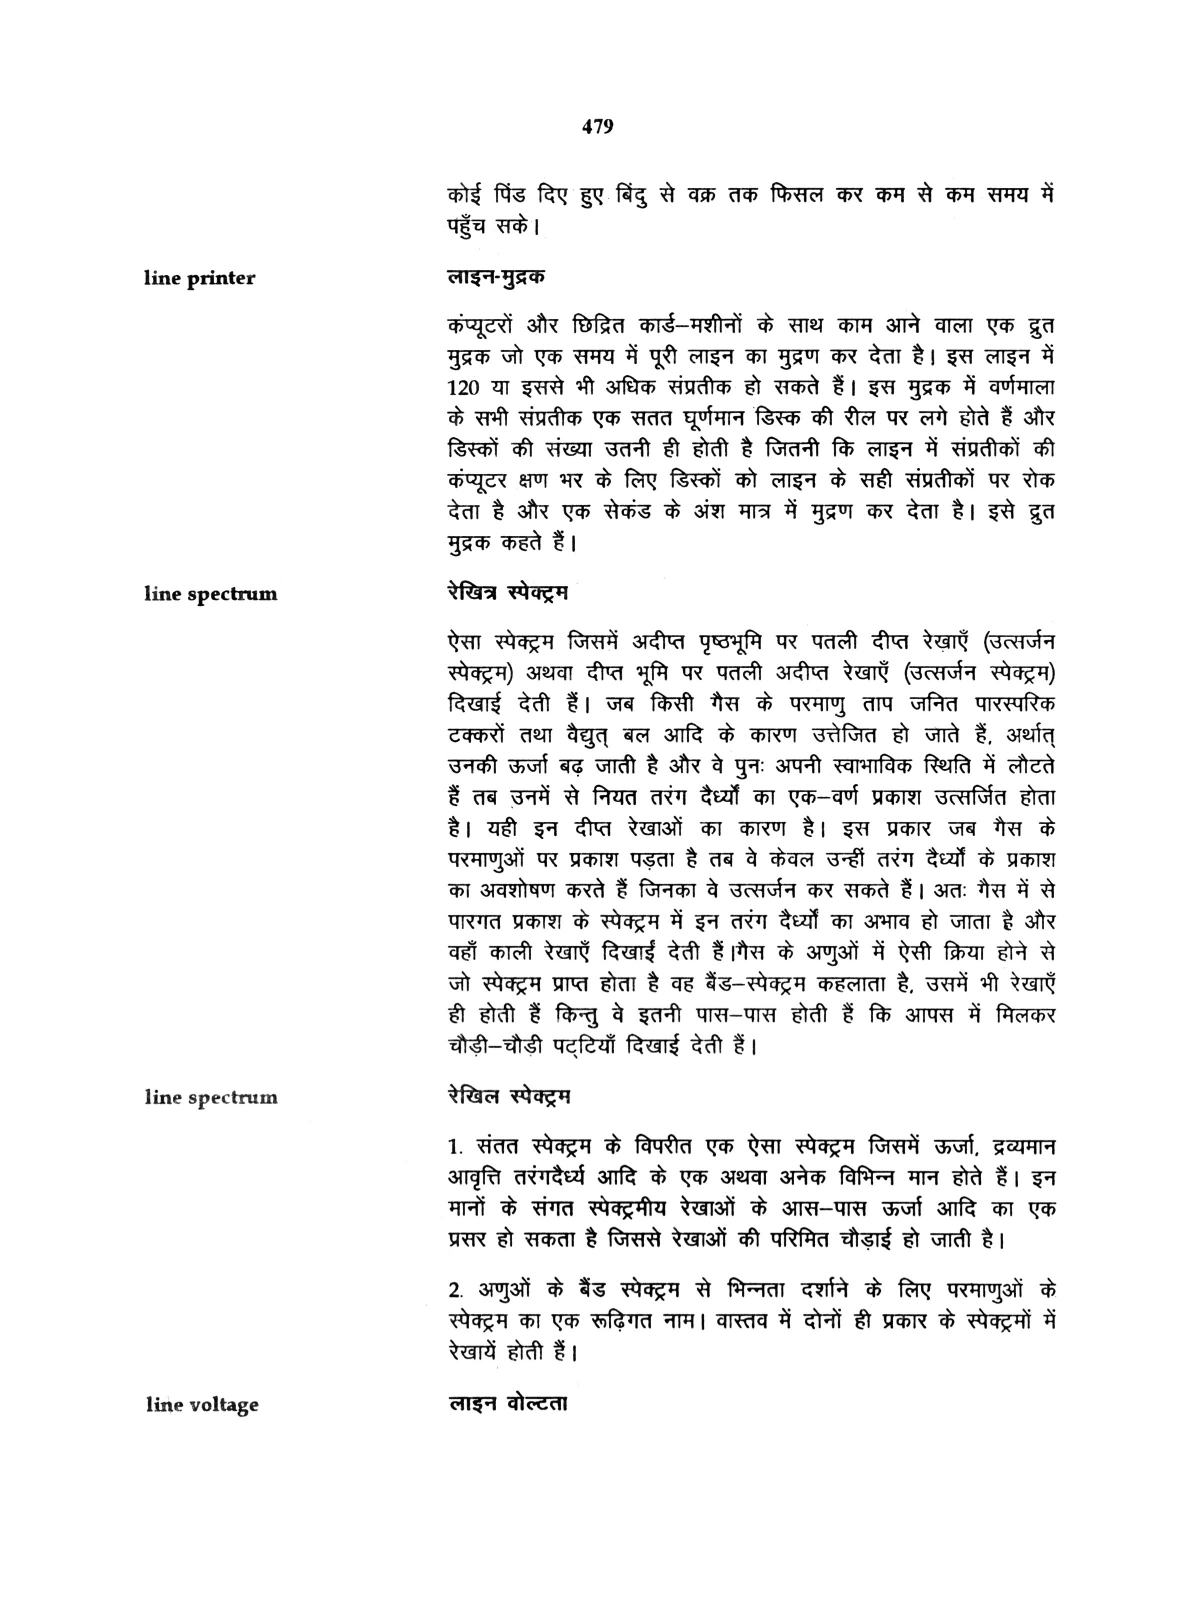 479
कोई पिंड दिए हुए बिंदु से वक्र तक फिसल कर कम से कम समय में
पहुँच सके।
line printer लाइन-मुद्रक
कंप्यूटरों और छिद्रित कार्ड–मशीनों के साथ काम आने वाला एक द्रुत
मुद्रक जो एक समय में पूरी लाइन का मुद्रण कर देता है। इस लाइन में
120 या इससे भी अधिक संप्रतीक हो सकते हैं। इस मुद्रक में वर्णमाला
के सभी संप्रतीक एक सतत घूर्णमान डिस्क की रील पर लगे होते हैं और
डिस्कों की संख्या उतनी ही होती है जितनी कि लाइन में संप्रतीकों की
कंप्यूटर क्षण भर के लिए डिस्कों को लाइन के सही संप्रतीकों पर रोक
देता है और एक सेकंड के अंश मात्र में मुद्रण कर देता है। इसे द्रुत
मुद्रक कहते हैं।
line spectrum रेखित्र स्पेक्ट्रम
ऐसा स्पेक्ट्रम जिसमें अदीप्त पृष्ठभूमि पर पतली दीप्त रेखाएँ (उत्सर्जन
स्पेक्ट्रम) अथवा दीप्त भूमि पर पतली अदीप्त रेखाएँ (उत्सर्जन स्पेक्ट्रम)
दिखाई देती हैं। जब किसी गैस के परमाणु ताप जनित पारस्परिक
टक्करों तथा वैद्युत् बल आदि के कारण उत्तेजित हो जाते हैं, अर्थात्
उनकी ऊर्जा बढ़ जाती है और वे पुनः अपनी स्वाभाविक स्थिति में लौटते
हैं तब उनमें से नियत तरंग दैर्ध्यों का एक–वर्ण प्रकाश उत्सर्जित होता
है। यही इन दीप्त रेखाओं का कारण है। इस प्रकार जब गैस के
परमाणुओं पर प्रकाश पड़ता है तब वे केवल उन्हीं तरंग दैर्ध्यों के प्रकाश
का अवशोषण करते हैं जिनका वे उत्सर्जन कर सकते हैं। अतः गैस में से
पारगत प्रकाश के स्पेक्ट्रम में इन तरंग दैर्ध्यों का अभाव हो जाता है और
वहाँ काली रेखाएँ दिखाई देती हैं।गैस के अणुओं में ऐसी क्रिया होने से
जो स्पेक्ट्रम प्राप्त होता है वह बैंड–स्पेक्ट्रम कहलाता है, उसमें भी रेखाएँ
ही होती हैं किन्तु वे इतनी पास–पास होती हैं कि आपस में मिलकर
चौड़ी–चौड़ी पट्टियाँ दिखाई देती हैं।
line spectrum रेखिल स्पेक्ट्रम
1. संतत स्पेक्ट्रम के विपरीत एक ऐसा स्पेक्ट्रम जिसमें ऊर्जा, द्रव्यमान
आवृत्ति तरंगदैर्ध्य आदि के एक अथवा अनेक विभिन्न मान होते हैं। इन
मानों के संगत स्पेक्ट्रमीय रेखाओं के आस–पास ऊर्जा आदि का एक
प्रसर हो सकता है जिससे रेखाओं की परिमित चौड़ाई हो जाती है।
2. अणुओं के बैंड स्पेक्ट्रम से भिन्नता दर्शाने के लिए परमाणुओं के
स्पेक्ट्रम का एक रूढ़िगत नाम। वास्तव में दोनों ही प्रकार के स्पेक्ट्रमों में
रेखायें होती हैं।
line voltage लाइन वोल्टता